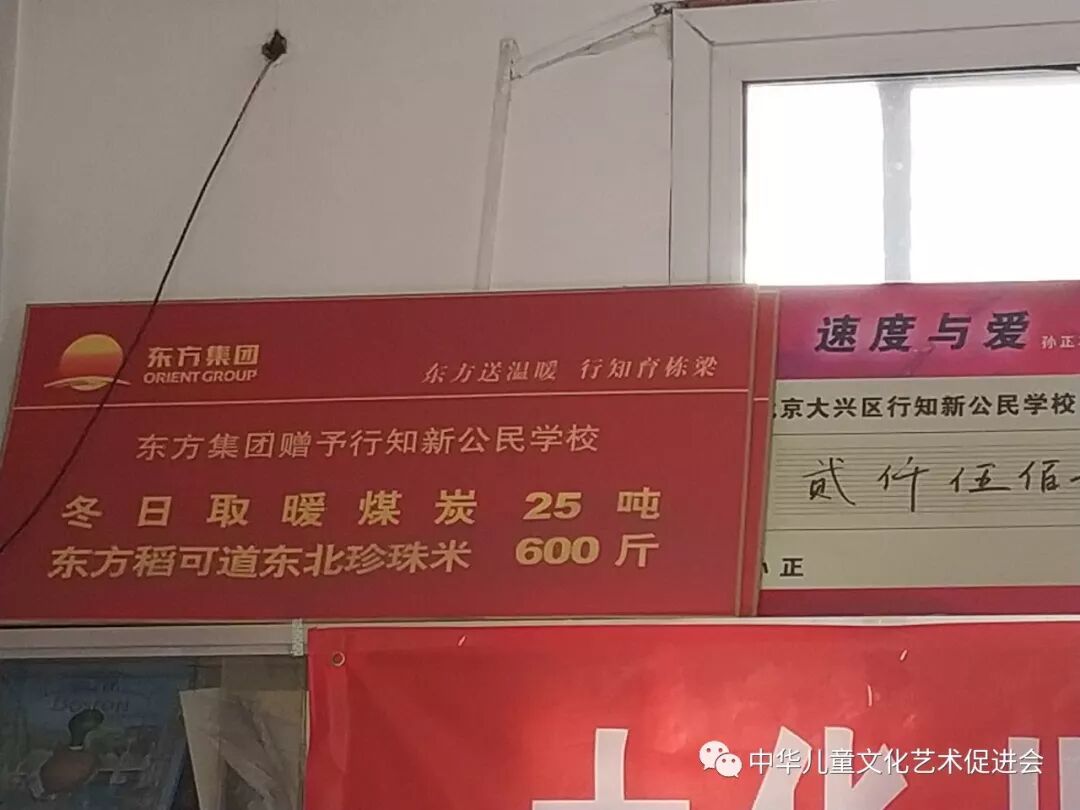 东方集团
ORIENT GROUP
东方送温暖 行知育栋梁
东方集团赠予行知新公民学校
冬日取暖煤炭 25 吨
东方稻可道东北珍珠米 600 斤
速度与爱 孙正
京大兴区行知新公民学校
贰仟伍佰
正
BOSTON
中华儿童文化艺术促进会